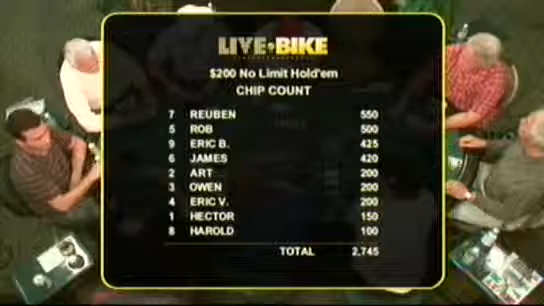 LIVE BIKE
$200 No Limit Hold'em
CHIP COUNT
7 REUBEN 550
5 ROB 500
9 ERIC B. 425
6 JAMES 420
2 ART 200
3 OWEN 200
4 ERIC V. 200
1 HECTOR 150
8 HAROLD 100
TOTAL 2,745